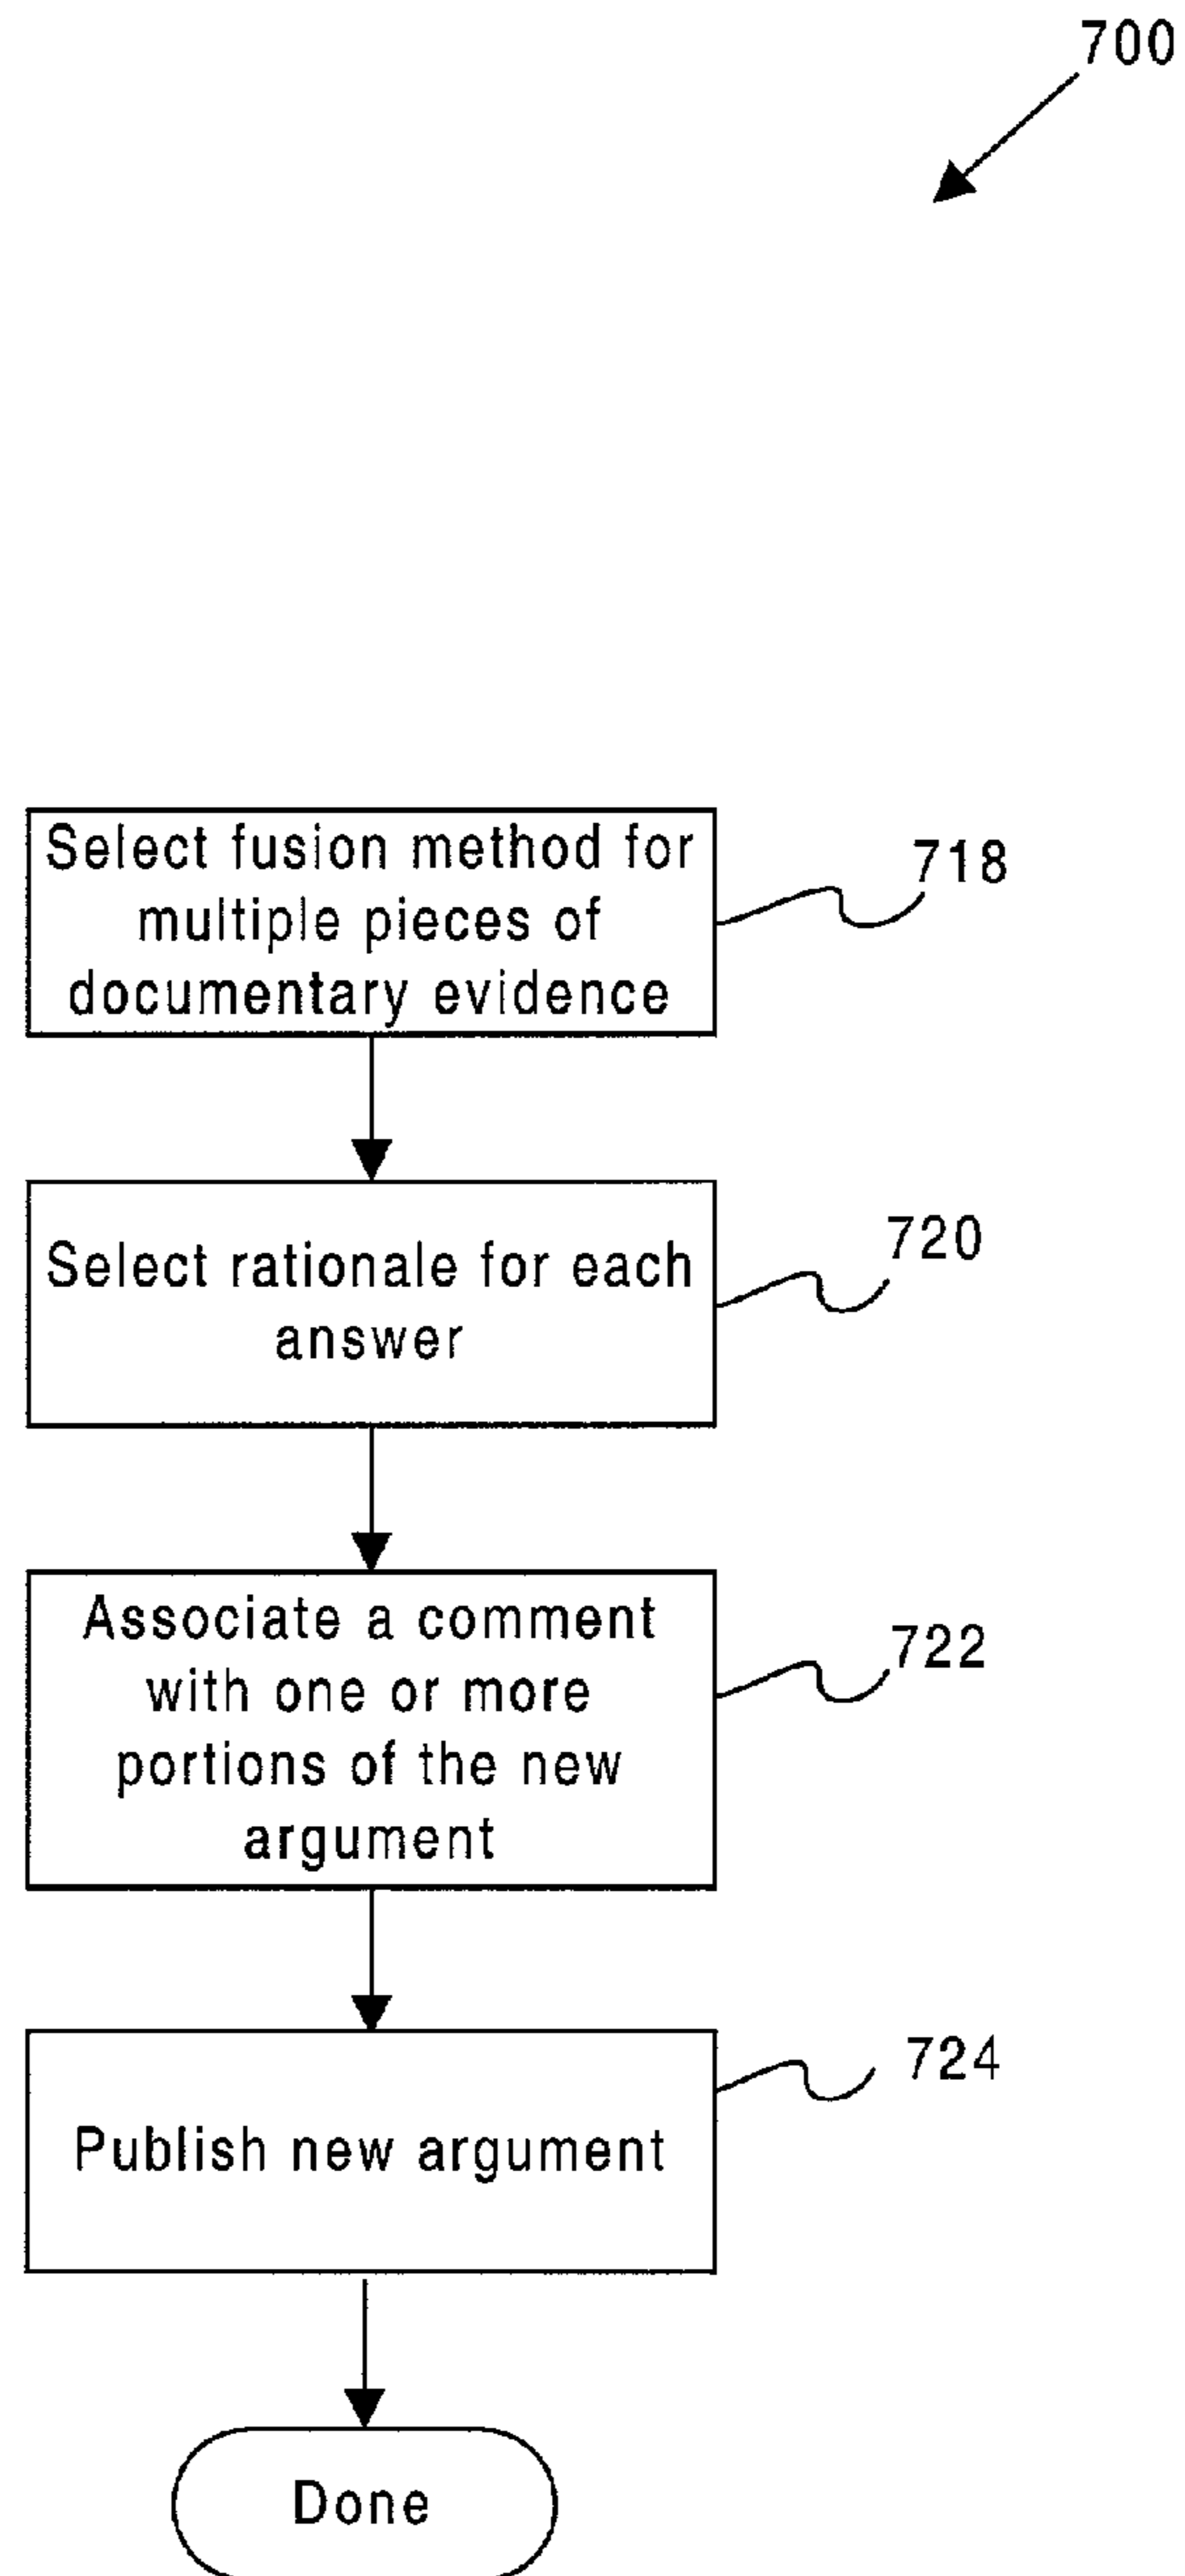 700
Select fusion method for
multiple pieces of
documentary evidence
718
Select rationale for each
answer
720
Associate a comment
with one or more
portions of the new
argument
722
Publish new argument
724
Done